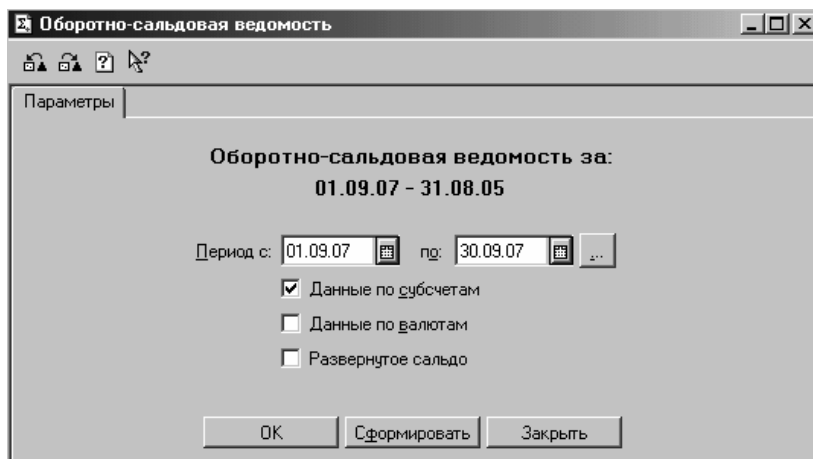 Оборотно-сальдовая ведомость
Параметры
Оборотно-сальдовая ведомость за:
01.09.07 - 31.08.05
Период с: 01.09.07 по: 30.09.07 ...
Данные по субсчетам
Данные по валютам
Развернутое сальдо
OK Сформировать Закрыть